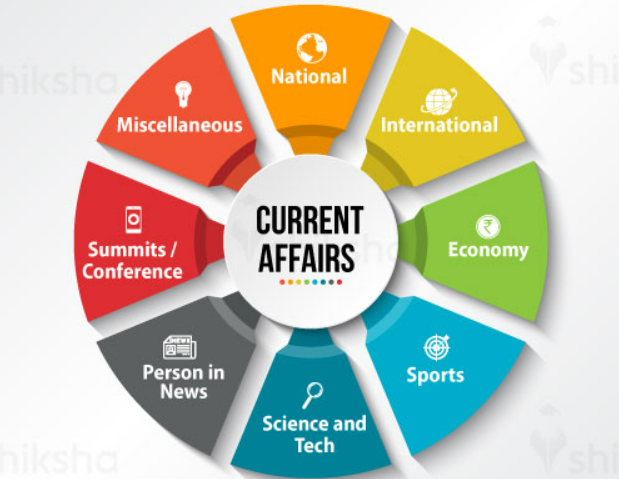 National
International
Economy
Sports
Science and
Tech
Person in
News
Summits /
Conference
Miscellaneous
CURRENT
AFFAIRS
NEWS
hiksha
shi
hiksha
shi